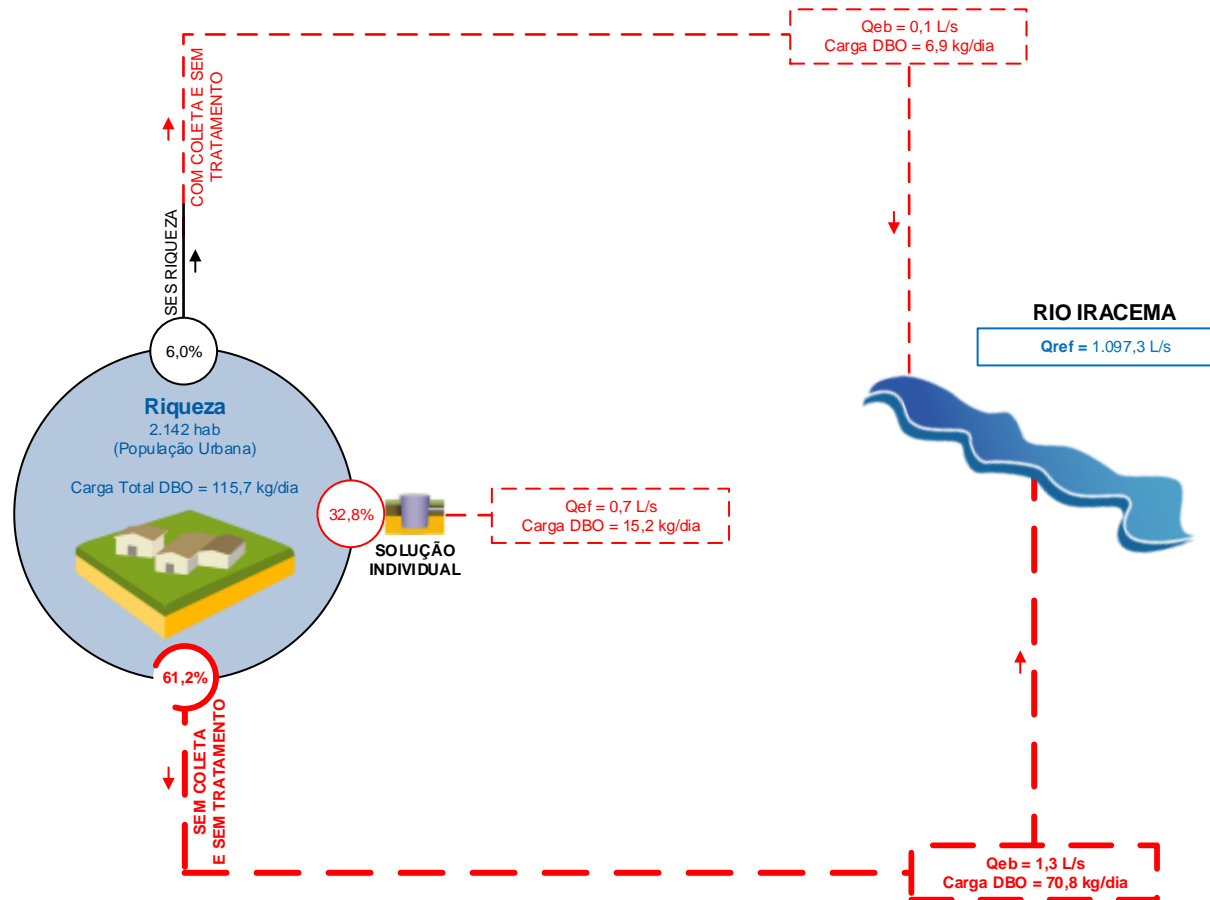 Qeb = 0,1 L/s
Carga DBO = 6,9 kg/dia
COM COLETA E SEM
TRATAMENTO
SES RIQUEZA
RIO IRACEMA
Qref = 1.097,3 L/s
6,0%
Riqueza
2.142 hab
(População Urbana)
Carga Total DBO = 115,7 kg/dia
32,8%
SOLUÇÃO
INDIVIDUAL
Qef = 0,7 L/s
Carga DBO = 15,2 kg/dia
61,2%
SEM COLETA
E SEM TRATAMENTO
Qeb = 1,3 L/s
Carga DBO = 70,8 kg/dia